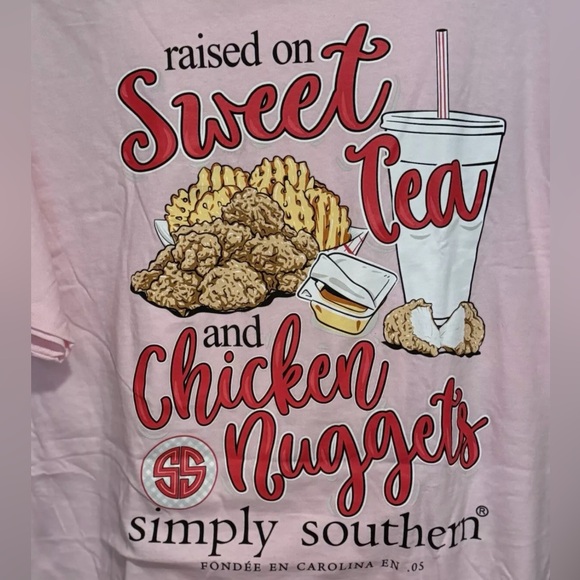 raised on
Sweet
Tea
and
Chicken
Nuggets
SS
simply southern®
FONDÉE EN CAROLINA EN .05